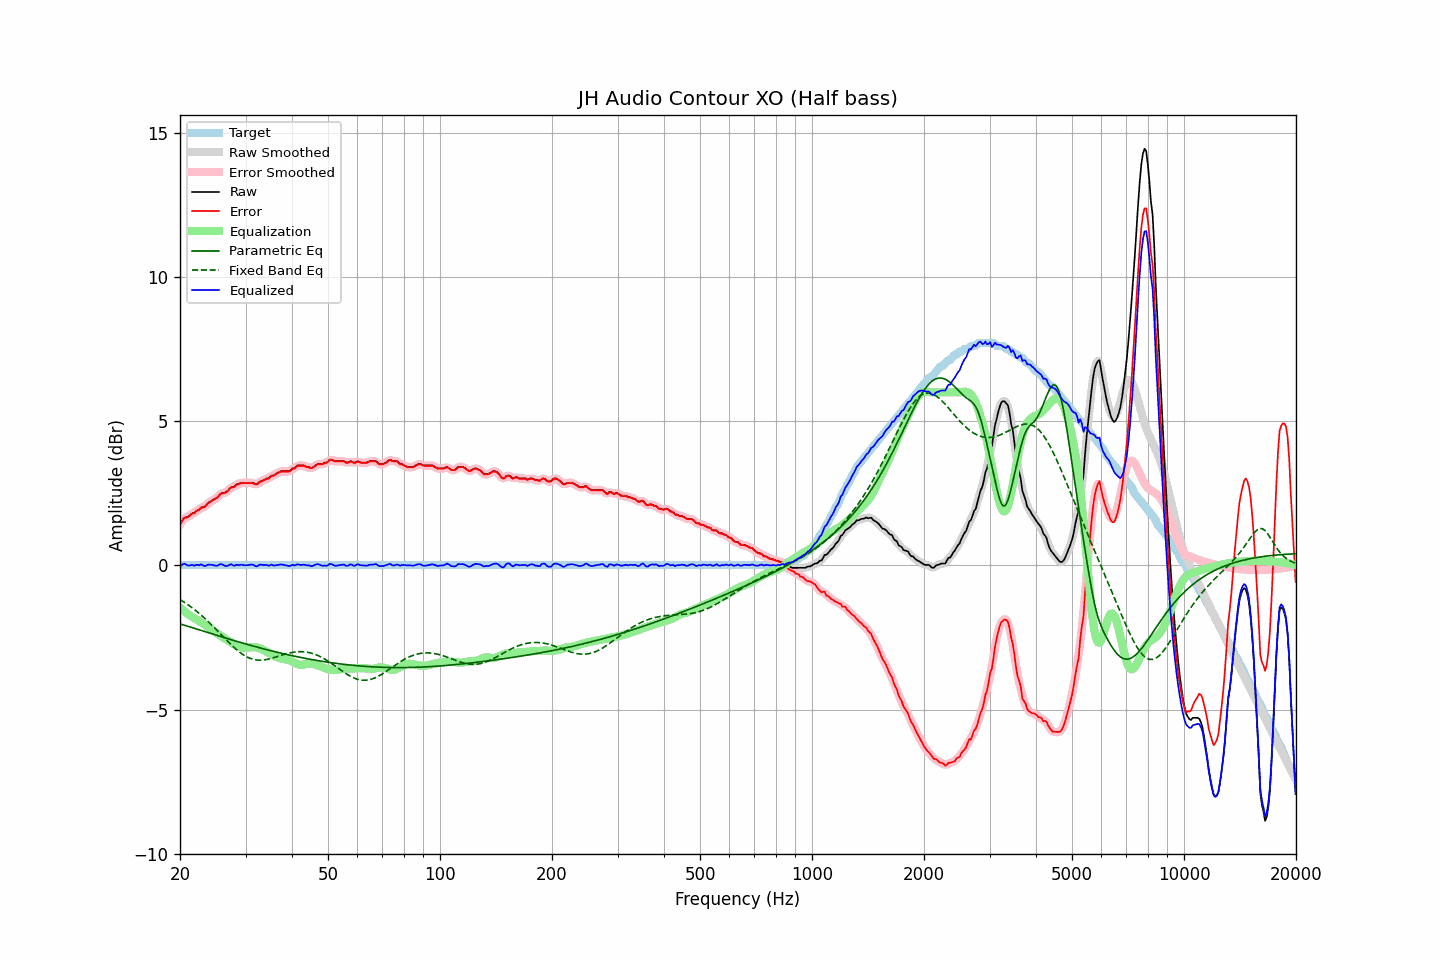 JH Audio Contour XO (Half bass)
Target
Raw Smoothed
Error Smoothed
Raw
Error
Equalization
Parametric Eq
Fixed Band Eq
Equalized
Amplitude (dBr)
15
10
5
0
−5
−10
20 50 100 200 500 1000 2000 5000 10000 20000
Frequency (Hz)